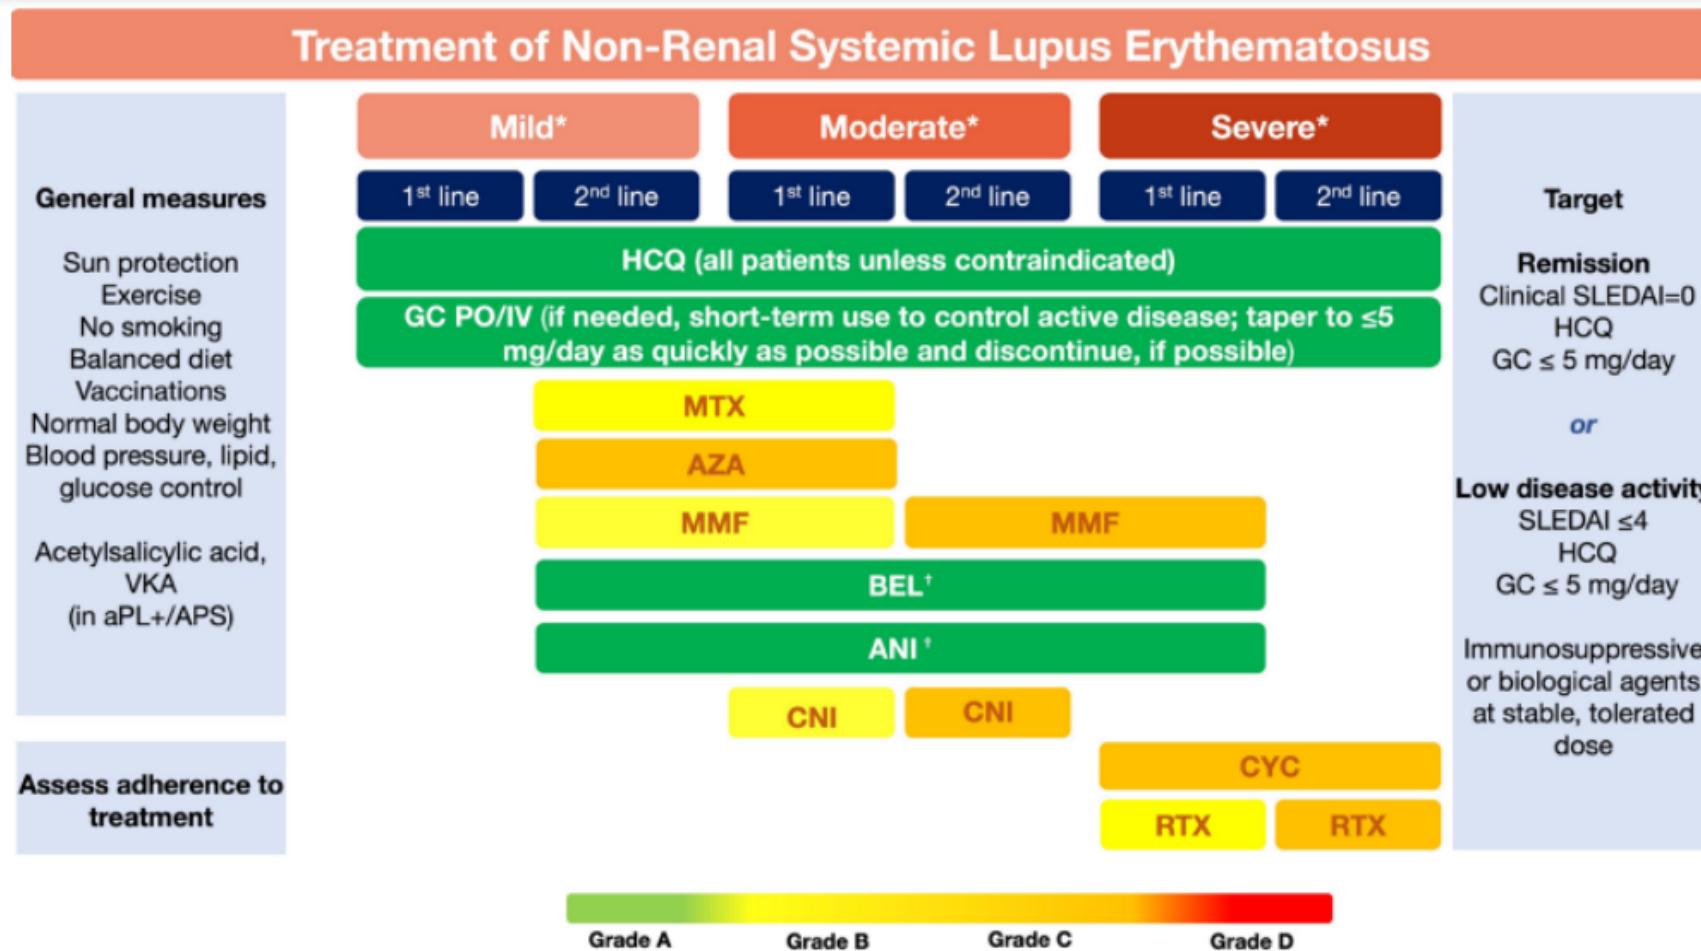 Treatment of Non-Renal Systemic Lupus Erythematosus
General measures
Sun protection
Exercise
No smoking
Balanced diet
Vaccinations
Normal body weight
Blood pressure, lipid,
glucose control
Acetylsalicylic acid,
VKA
(in aPL+/APS)
Assess adherence to
treatment
Mild*
Moderate*
Severe*
1st line
2nd line
1st line
2nd line
1st line
2nd line
HCQ (all patients unless contraindicated)
GC PO/IV (if needed, short-term use to control active disease; taper to ≤5
mg/day as quickly as possible and discontinue, if possible)
MTX
AZA
MMF
MMF
BEL†
ANI †
CNI
CNI
CYC
RTX
RTX
Target
Remission
Clinical SLEDAI=0
HCQ
GC ≤ 5 mg/day
or
Low disease activity
SLEDAI ≤4
HCQ
GC ≤ 5 mg/day
Immunosuppressive
or biological agents
at stable, tolerated
dose
Grade A
Grade B
Grade C
Grade D